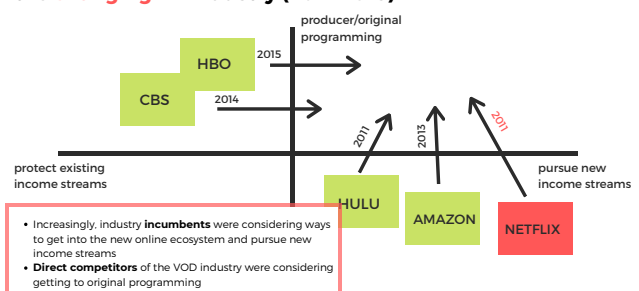 producer/original
programming
HBO
2015
CBS
2014
2011
2013
2011
protect existing
income streams
pursue new
income streams
HULU
AMAZON
NETFLIX
• Increasingly, industry incumbents were considering ways
to get into the new online ecosystem and pursue new
income streams
• Direct competitors of the VOD industry were considering
getting to original programming